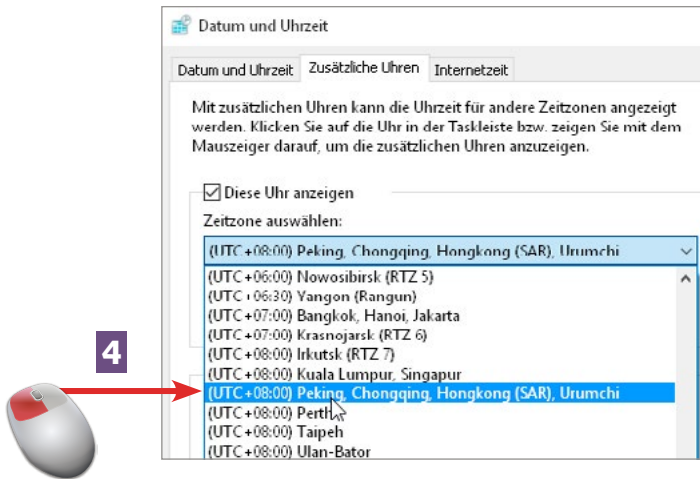 Datum und Uhrzeit
Datum und Uhrzeit Zusätzliche Uhren Internetzeit
Mit zusätzlichen Uhren kann die Uhrzeit für andere Zeitzonen angezeigt
werden. Klicken Sie auf die Uhr in der Taskleiste bzw. zeigen Sie mit dem
Mauszeiger darauf, um die zusätzlichen Uhren anzuzeigen.
Diese Uhr anzeigen
Zeitzone auswählen:
(UTC+08:00) Peking, Chongqing, Hongkong (SAR), Urumchi
(UTC+06:00) Nowosibirsk (RTZ 5)
(UTC+06:30) Yangon (Rangun)
(UTC+07:00) Bangkok, Hanoi, Jakarta
(UTC+07:00) Krasnojarsk (RTZ 6)
(UTC+08:00) Irkutsk (RTZ 7)
(UTC+08:00) Kuala Lumpur, Singapur
4
(UTC+08:00) Peking, Chongqing, Hongkong (SAR), Urumchi
(UTC+08:00) Perth
(UTC+08:00) Taipeh
(UTC+08:00) Ulan-Bator